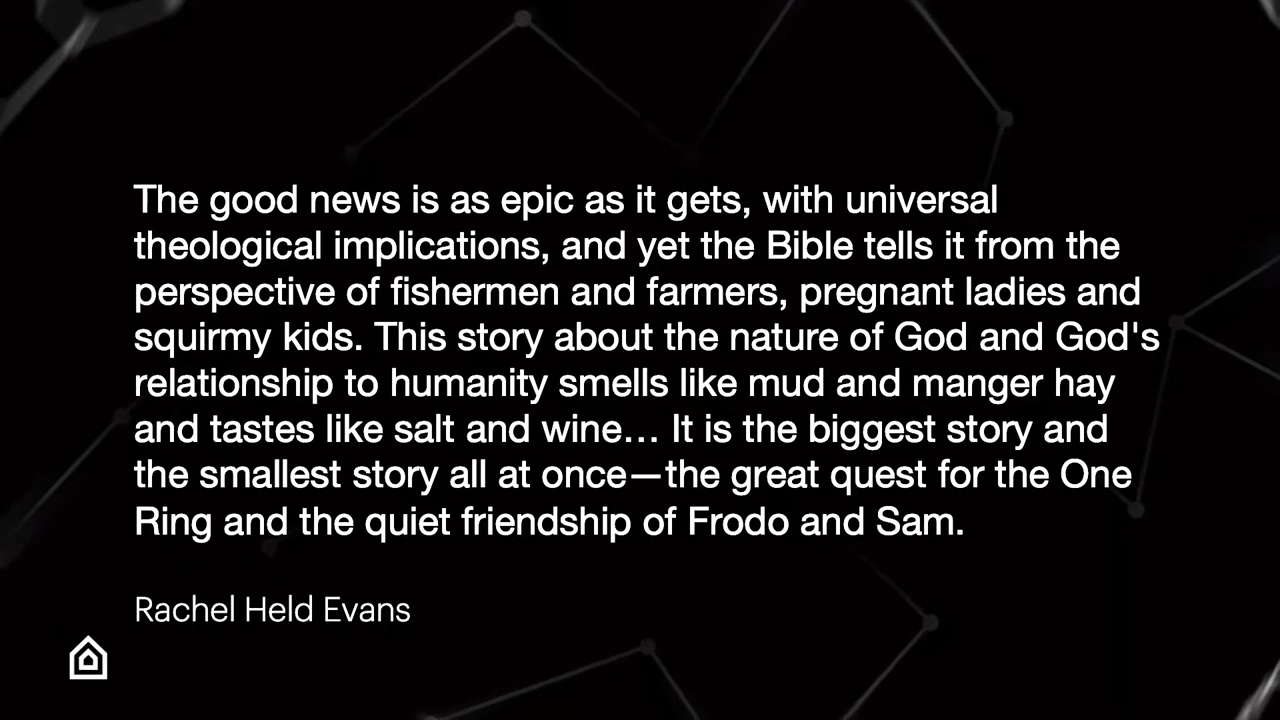 The good news is as epic as it gets, with universal
theological implications, and yet the Bible tells it from the
perspective of fishermen and farmers, pregnant ladies and
squirmy kids. This story about the nature of God and God's
relationship to humanity smells like mud and manger hay
and tastes like salt and wine… It is the biggest story and
the smallest story all at once—the great quest for the One
Ring and the quiet friendship of Frodo and Sam.
Rachel Held Evans